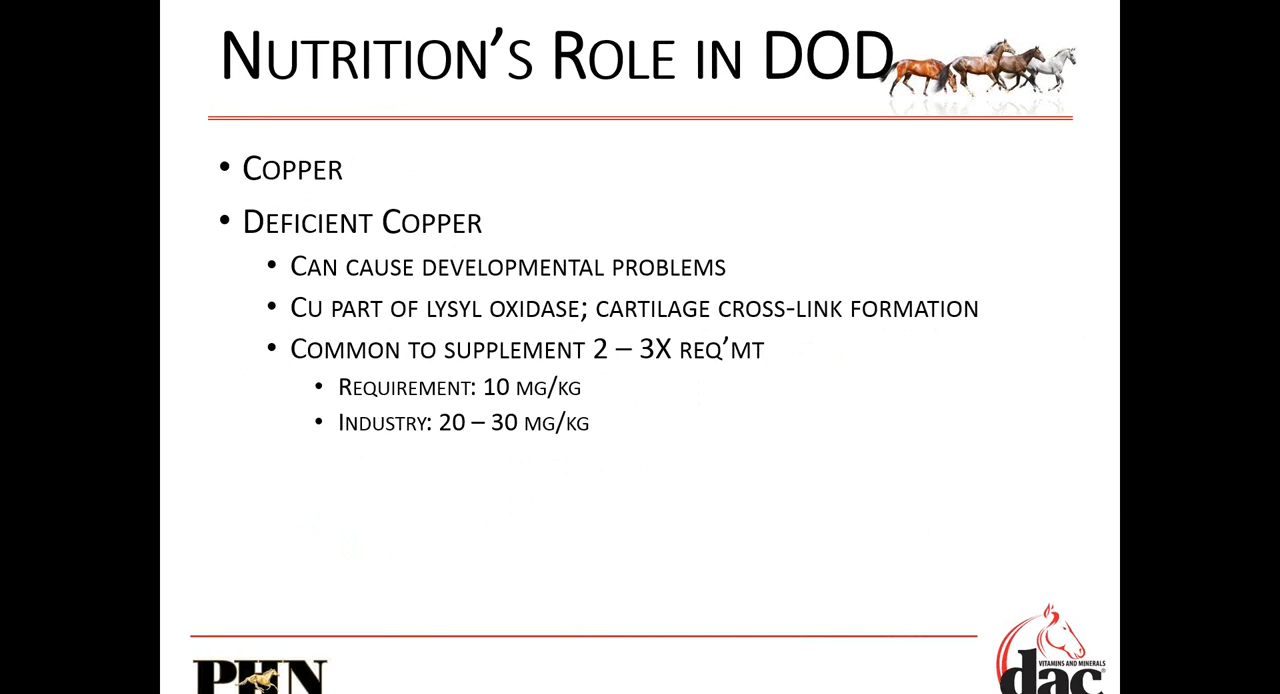 Nutrition's Role in DOD
• Copper
• Deficient Copper
• Can cause developmental problems
• Cu part of lysyl oxidase; cartilage cross-link formation
• Common to supplement 2 – 3X req'mt
• Requirement: 10 mg/kg
• Industry: 20 – 30 mg/kg
PHN
dac
VITAMINS AND MINERALS